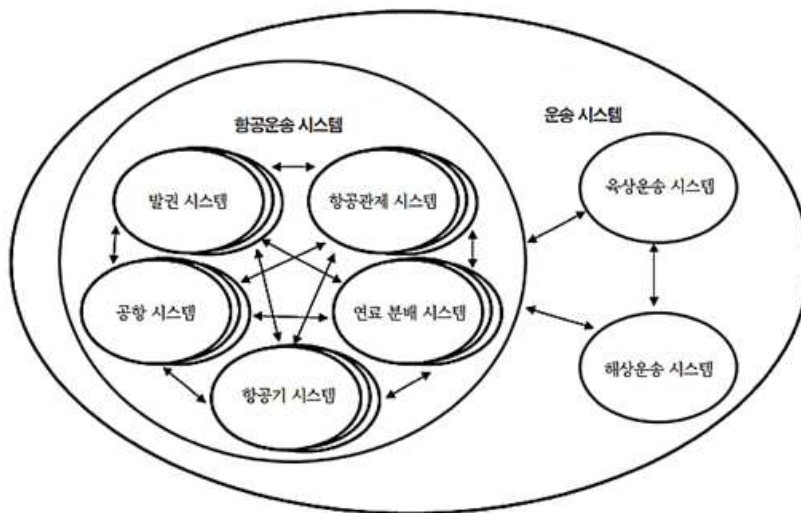 항공운송 시스템
운송 시스템
발권 시스템
항공관제 시스템
육상운송 시스템
공항 시스템
연료 분배 시스템
항공기 시스템
해상운송 시스템